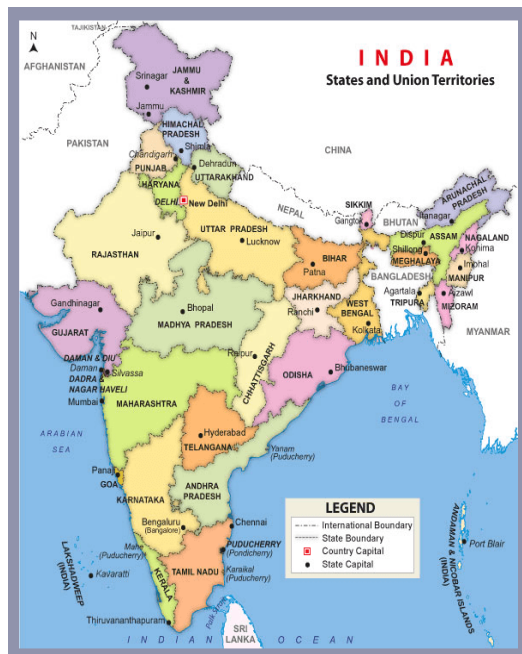 TAJIKISTAN
N
INDIA
States and Union Territories
AFGHANISTAN
JAMMU
&
KASHMIR
Srinagar
Jammu
PAKISTAN
HIMACHAL
PRADESH
Shimla
Chandigarh
PUNJAB
Dehradun
UTTARAKHAND
HARYANA
DELHI
New Delhi
CHINA
NEPAL
SIKKIM
Gangtok
BHUTAN
ARUNACHAL
PRADESH
Itanagar
Dispur
ASSAM
NAGALAND
Kohima
Shillong
MEGHALAYA
Imphal
MANIPUR
BANGLADESH
Agartala
TRIPURA
Aizawl
MIZORAM
MYANMAR
Jaipur
RAJASTHAN
UTTAR PRADESH
Lucknow
BIHAR
Patna
JHARKHAND
Ranchi
WEST
BENGAL
Kolkata
Gandhinagar
GUJARAT
Bhopal
MADHYA PRADESH
Raipur
CHHATTISGARH
ODISHA
Bhubaneswar
DAMAN & DIU
Daman
Silvassa
DADRA &
NAGAR HAVELI
Mumbai
MAHARASHTRA
BAY
OF
BENGAL
ARABIAN
SEA
Hyderabad
TELANGANA
Yanam
(Puducherry)
Panaji
GOA
KARNATAKA
ANDHRA
PRADESH
Bengaluru
(Bangalore)
Chennai
Mahe
(Puducherry)
PUDUCHERRY
(Pondicherry)
Karaikal
(Puducherry)
TAMIL NADU
KERALA
LAKSHADWEEP
(INDIA)
Kavaratti
Thiruvananthapuram
SRI
LANKA
INDIAN OCEAN
LEGEND
International Boundary
State Boundary
Country Capital
State Capital
ANDAMAN & NICOBAR ISLANDS
(INDIA)
Port Blair